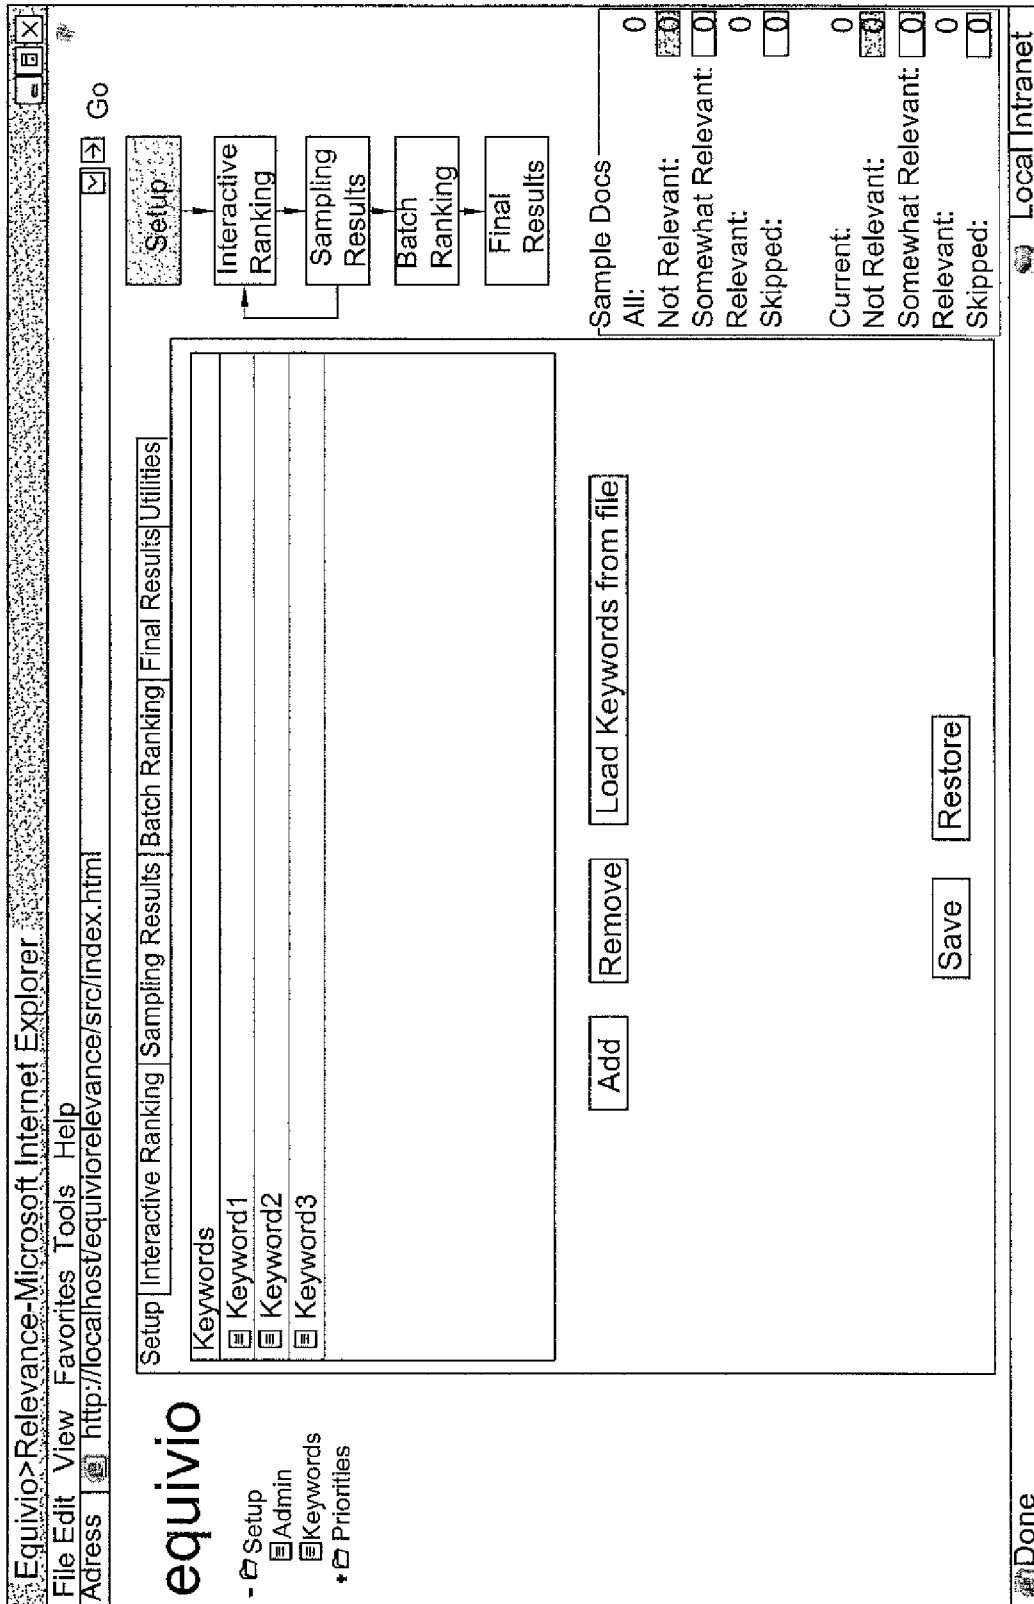 Equivio>Relevance-Microsoft Internet Explorer
File Edit View Favorites Tools Help
Adress http://localhost/equiviorelevance/src/index.html Go
equivio
- Setup
Admin
Keywords
+ Priorities
Setup Interactive Ranking Sampling Results Batch Ranking Final Results Utilities
Keywords
Keyword1
Keyword2
Keyword3
Add Remove Load Keywords from file
Save Restore
Setup
Interactive
Ranking
Sampling
Results
Batch
Ranking
Final
Results
Sample Docs
All: 0
Not Relevant: 0
Somewhat Relevant: 0
Relevant: 0
Skipped: 0
Current: 0
Not Relevant: 0
Somewhat Relevant: 0
Relevant: 0
Skipped: 0
Done Local Intranet